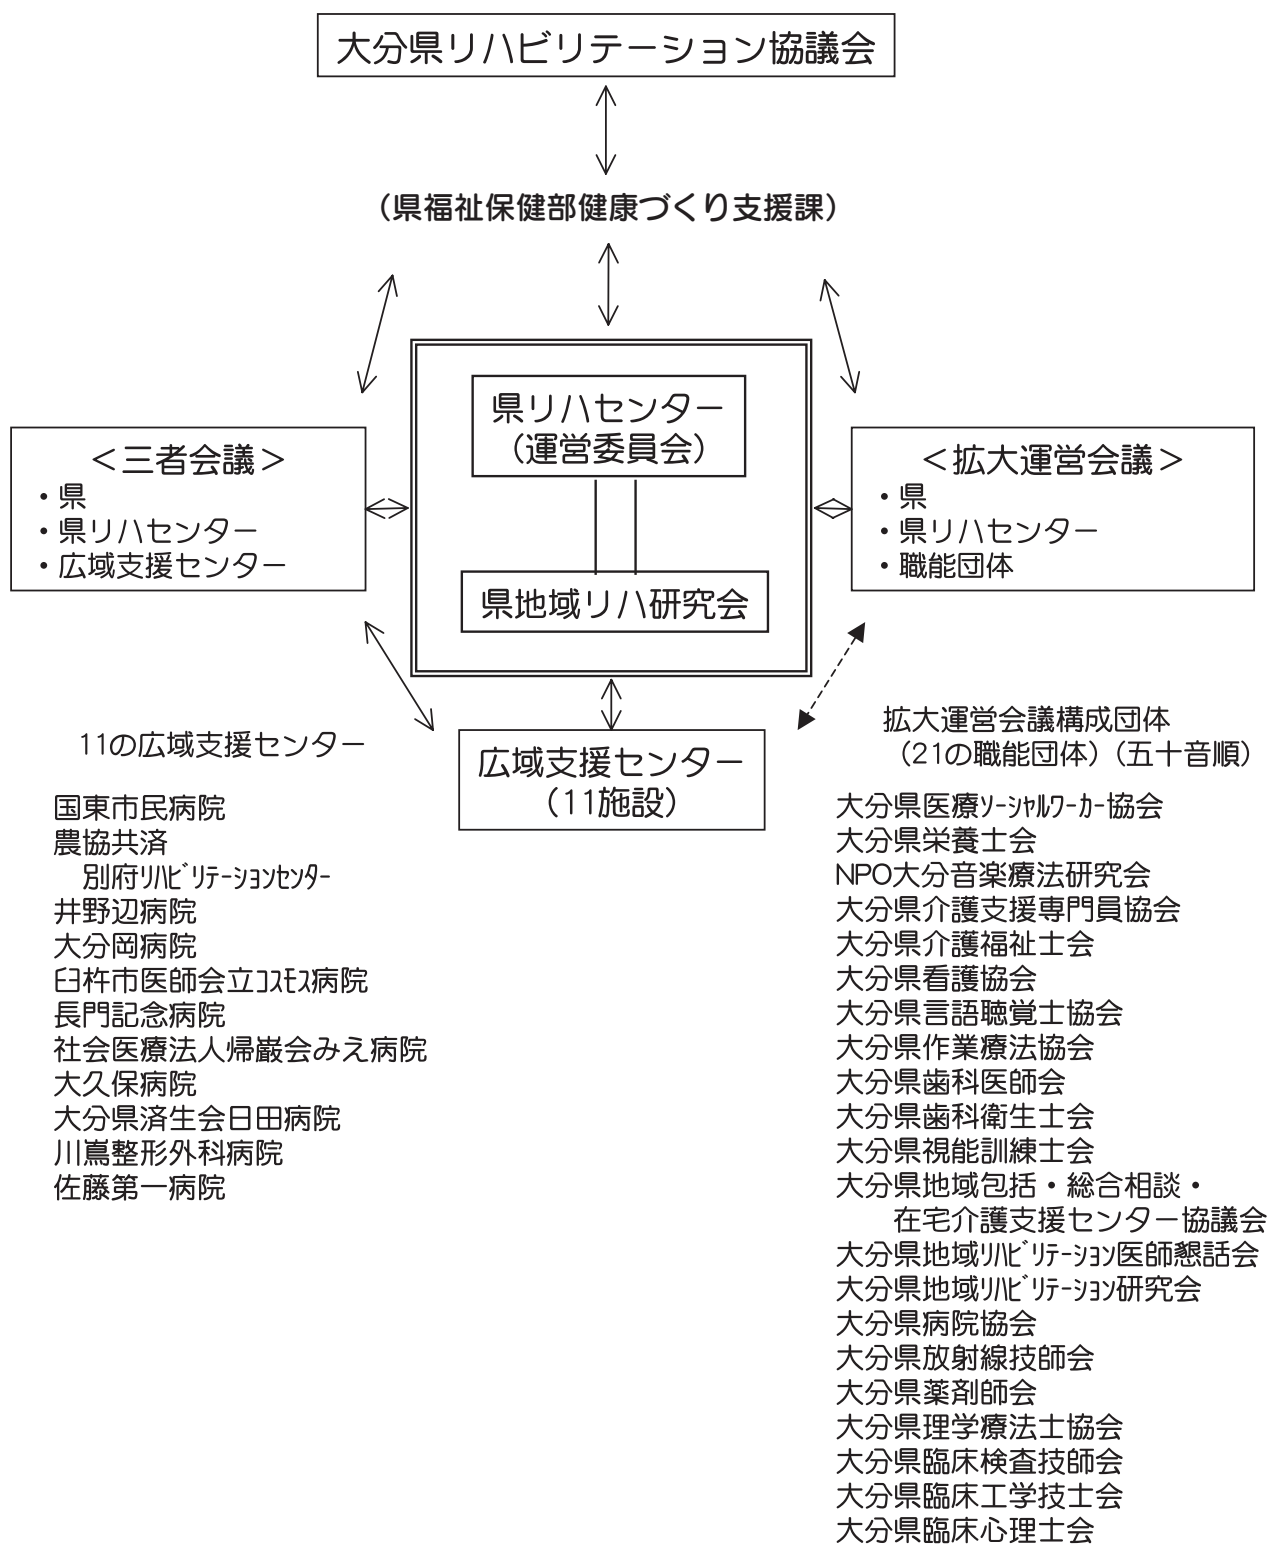 大分県リハビリテーション協議会
(県福祉保健部健康づくり支援課)
県リハセンター
(運営委員会)
県地域リハ研究会
＜三者会議＞
・県
・県リハセンター
・広域支援センター
＜拡大運営会議＞
・県
・県リハセンター
・職能団体
広域支援センター
(11施設)
11の広域支援センター
国東市民病院
農協共済
別府ﾘﾊﾋﾞﾘﾃｰｼｮﾝｾﾝﾀｰ
井野辺病院
大分岡病院
臼杵市医師会立ｺｽﾓｽ病院
長門記念病院
社会医療法人帰巖会みえ病院
大久保病院
大分県済生会日田病院
川嶌整形外科病院
佐藤第一病院
拡大運営会議構成団体
(21の職能団体)(五十音順)
大分県医療ｿｰｼｬﾙﾜｰｶｰ協会
大分県栄養士会
NPO大分音楽療法研究会
大分県介護支援専門員協会
大分県介護福祉士会
大分県看護協会
大分県言語聴覚士協会
大分県作業療法協会
大分県歯科医師会
大分県歯科衛生士会
大分県視能訓練士会
大分県地域包括・総合相談・
在宅介護支援センター協議会
大分県地域ﾘﾊﾋﾞﾘﾃｰｼｮﾝ医師懇話会
大分県地域ﾘﾊﾋﾞﾘﾃｰｼｮﾝ研究会
大分県病院協会
大分県放射線技師会
大分県薬剤師会
大分県理学療法士協会
大分県臨床検査技師会
大分県臨床工学技士会
大分県臨床心理士会